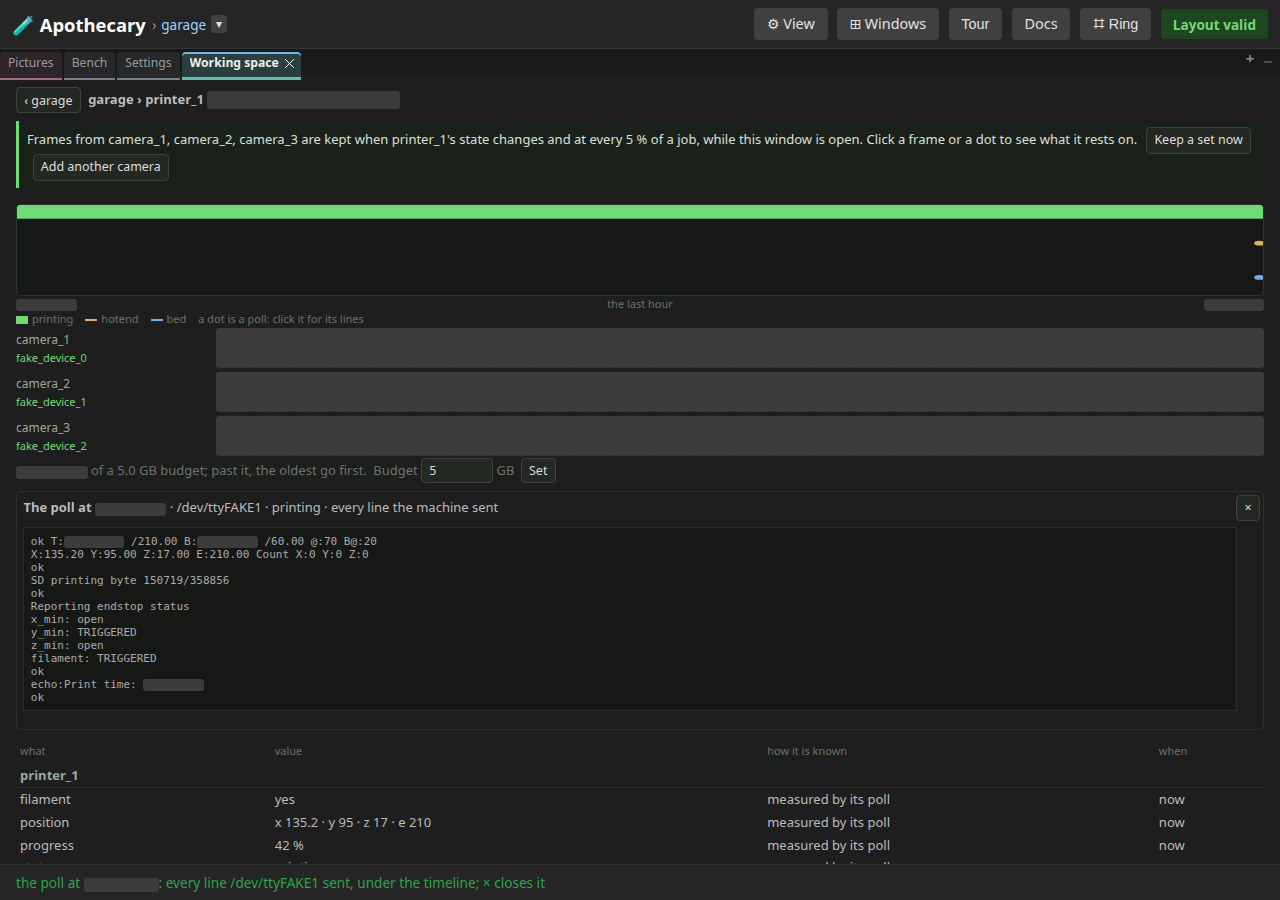 Apothecary › garage ▾
⚙ View
⊞ Windows
Tour
Docs
⌗ Ring
Layout valid
Pictures
Bench
Settings
Working space ×
+ –
‹ garage
garage › printer_1
Frames from camera_1, camera_2, camera_3 are kept when printer_1's state changes and at every 5 % of a job, while this window is open. Click a frame or a dot to see what it rests on.
Keep a set now
Add another camera
the last hour
printing
hotend
bed
a dot is a poll: click it for its lines
camera_1
fake_device_0
camera_2
fake_device_1
camera_3
fake_device_2
of a 5.0 GB budget; past it, the oldest go first. Budget 5 GB Set
The poll at · /dev/ttyFAKE1 · printing · every line the machine sent
×
ok T: /210.00 B: /60.00 @:70 B@:20
X:135.20 Y:95.00 Z:17.00 E:210.00 Count X:0 Y:0 Z:0
ok
SD printing byte 150719/358856
ok
Reporting endstop status
x_min: open
y_min: TRIGGERED
z_min: open
filament: TRIGGERED
ok
echo:Print time:
ok
what value how it is known when
printer_1
filament yes measured by its poll now
position x 135.2 · y 95 · z 17 · e 210 measured by its poll now
progress 42 % measured by its poll now
the poll at : every line /dev/ttyFAKE1 sent, under the timeline; × closes it